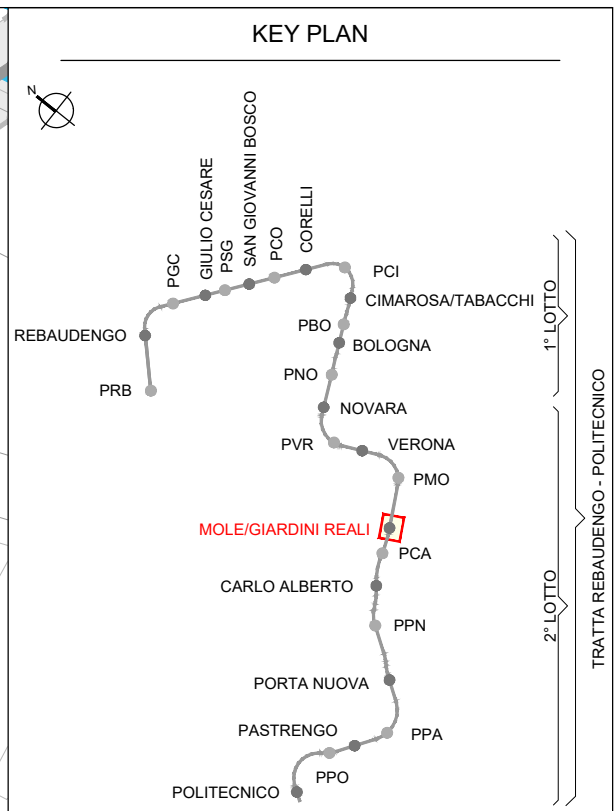 KEY PLAN
N
REBAUDENGO
PRB
PGC
GIULIO CESARE
PSG
SAN GIOVANNI BOSCO
PCO
CORELLI
PCI
CIMAROSA/TABACCHI
PBO
BOLOGNA
PNO
NOVARA
PVR
VERONA
PMO
MOLE/GIARDINI REALI
PCA
CARLO ALBERTO
PPN
PORTA NUOVA
PASTRENGO
PPA
PPO
POLITECNICO
1° LOTTO
2° LOTTO
TRATTA REBAUDENGO - POLITECNICO